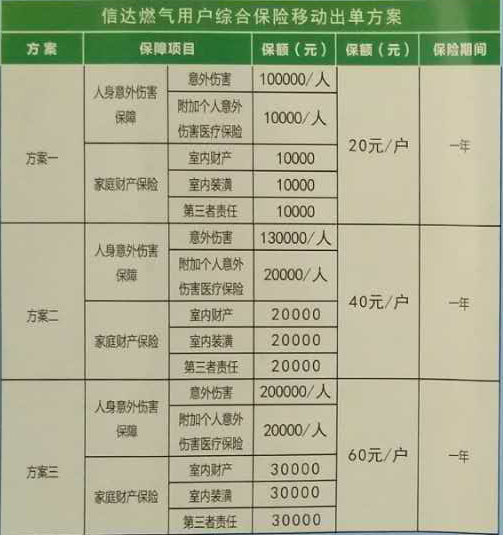 信达燃气用户综合保险移动出单方案
方案 保障项目 保额（元） 保额（元） 保险期间
方案一 人身意外伤害保障 意外伤害 100000/人 20元/户 一年
附加个人意外伤害医疗保险 10000/人
家庭财产保险 室内财产 10000
室内装潢 10000
第三者责任 10000
方案二 人身意外伤害保障 意外伤害 130000/人 40元/户 一年
附加个人意外伤害医疗保险 20000/人
家庭财产保险 室内财产 20000
室内装潢 20000
第三者责任 20000
方案三 人身意外伤害保障 意外伤害 200000/人 60元/户 一年
附加个人意外伤害医疗保险 20000/人
家庭财产保险 室内财产 30000
室内装潢 30000
第三者责任 30000